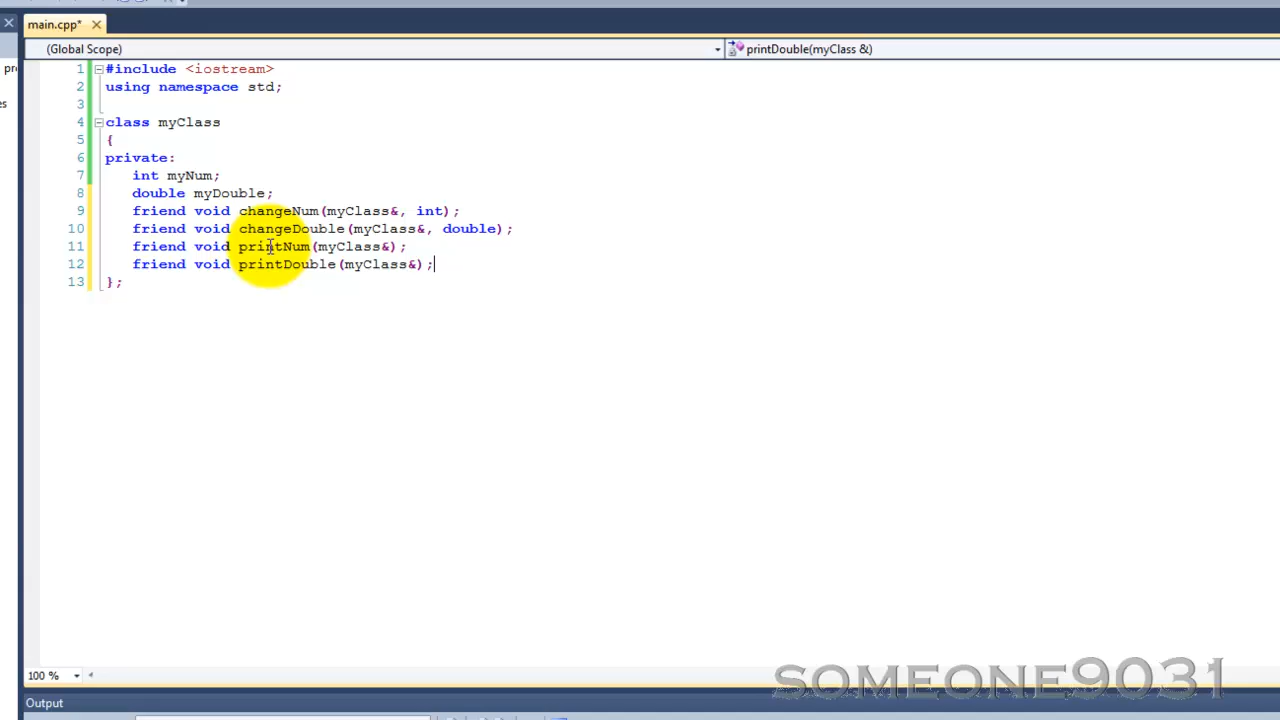 main.cpp*
(Global Scope)
printDouble(myClass &)
1 #include <iostream>
2 using namespace std;
3
4 class myClass
5 {
6 private:
7 int myNum;
8 double myDouble;
9 friend void changeNum(myClass&, int);
10 friend void changeDouble(myClass&, double);
11 friend void printNum(myClass&);
12 friend void printDouble(myClass&);
13 };
100 %
SOMEONE9031
Output